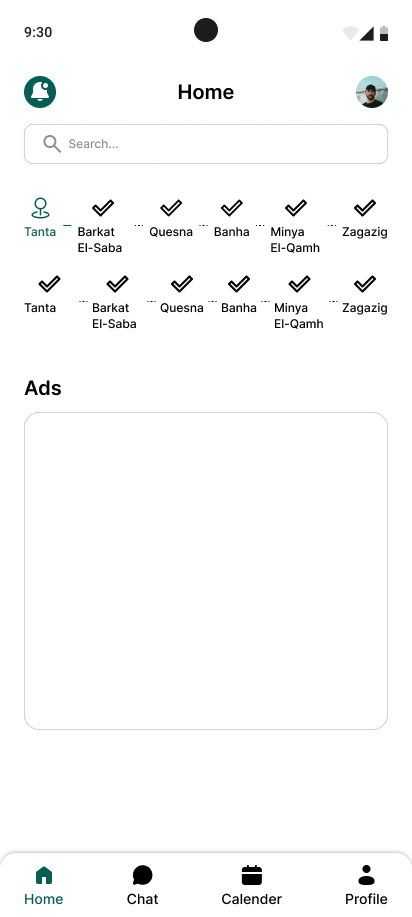 9:30
Home
Search...
Tanta Barkat Quesna Banha Minya Zagazig
El-Saba El-Qamh
Tanta Barkat Quesna Banha Minya Zagazig
El-Saba El-Qamh
Ads
Home Chat Calender Profile